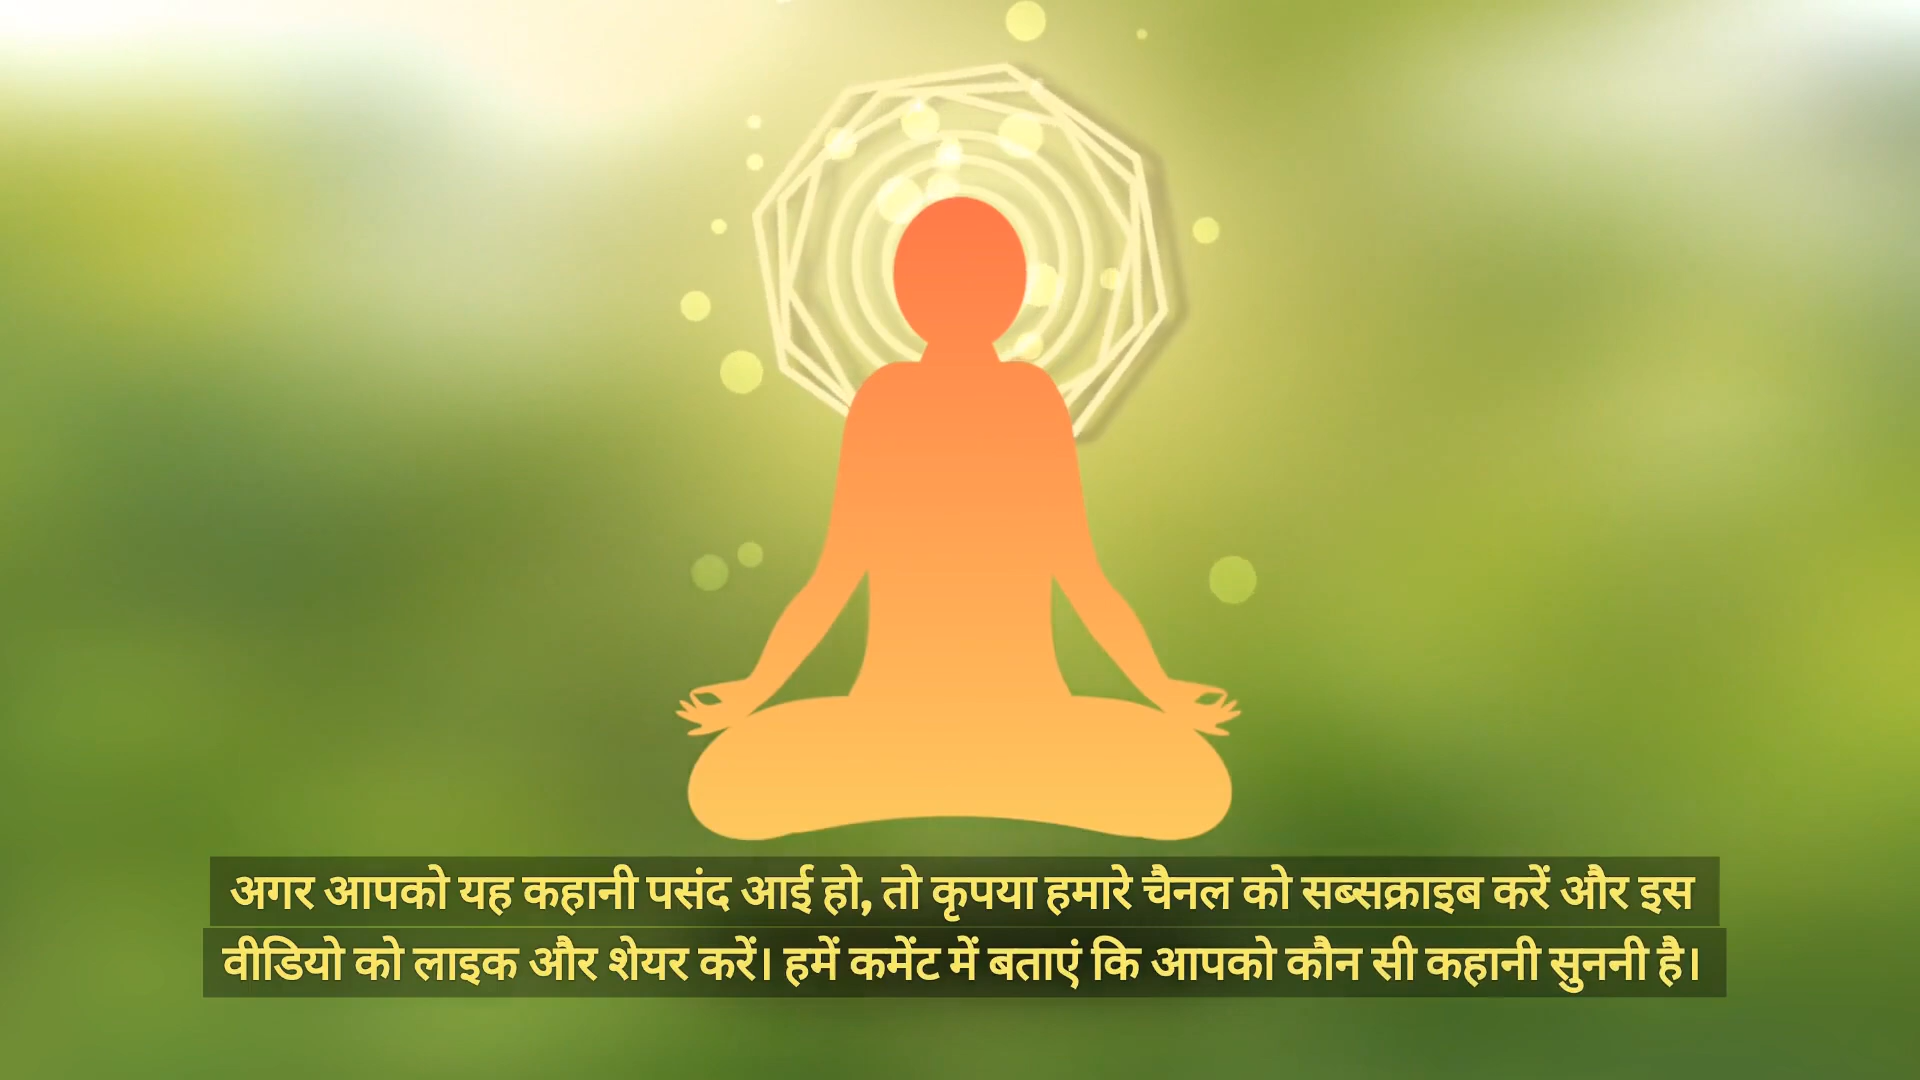 अगर आपको यह कहानी पसंद आई हो, तो कृपया हमारे चैनल को सब्सक्राइब करें और इस
वीडियो को लाइक और शेयर करें। हमें कमेंट में बताएं कि आपको कौन सी कहानी सुननी है।